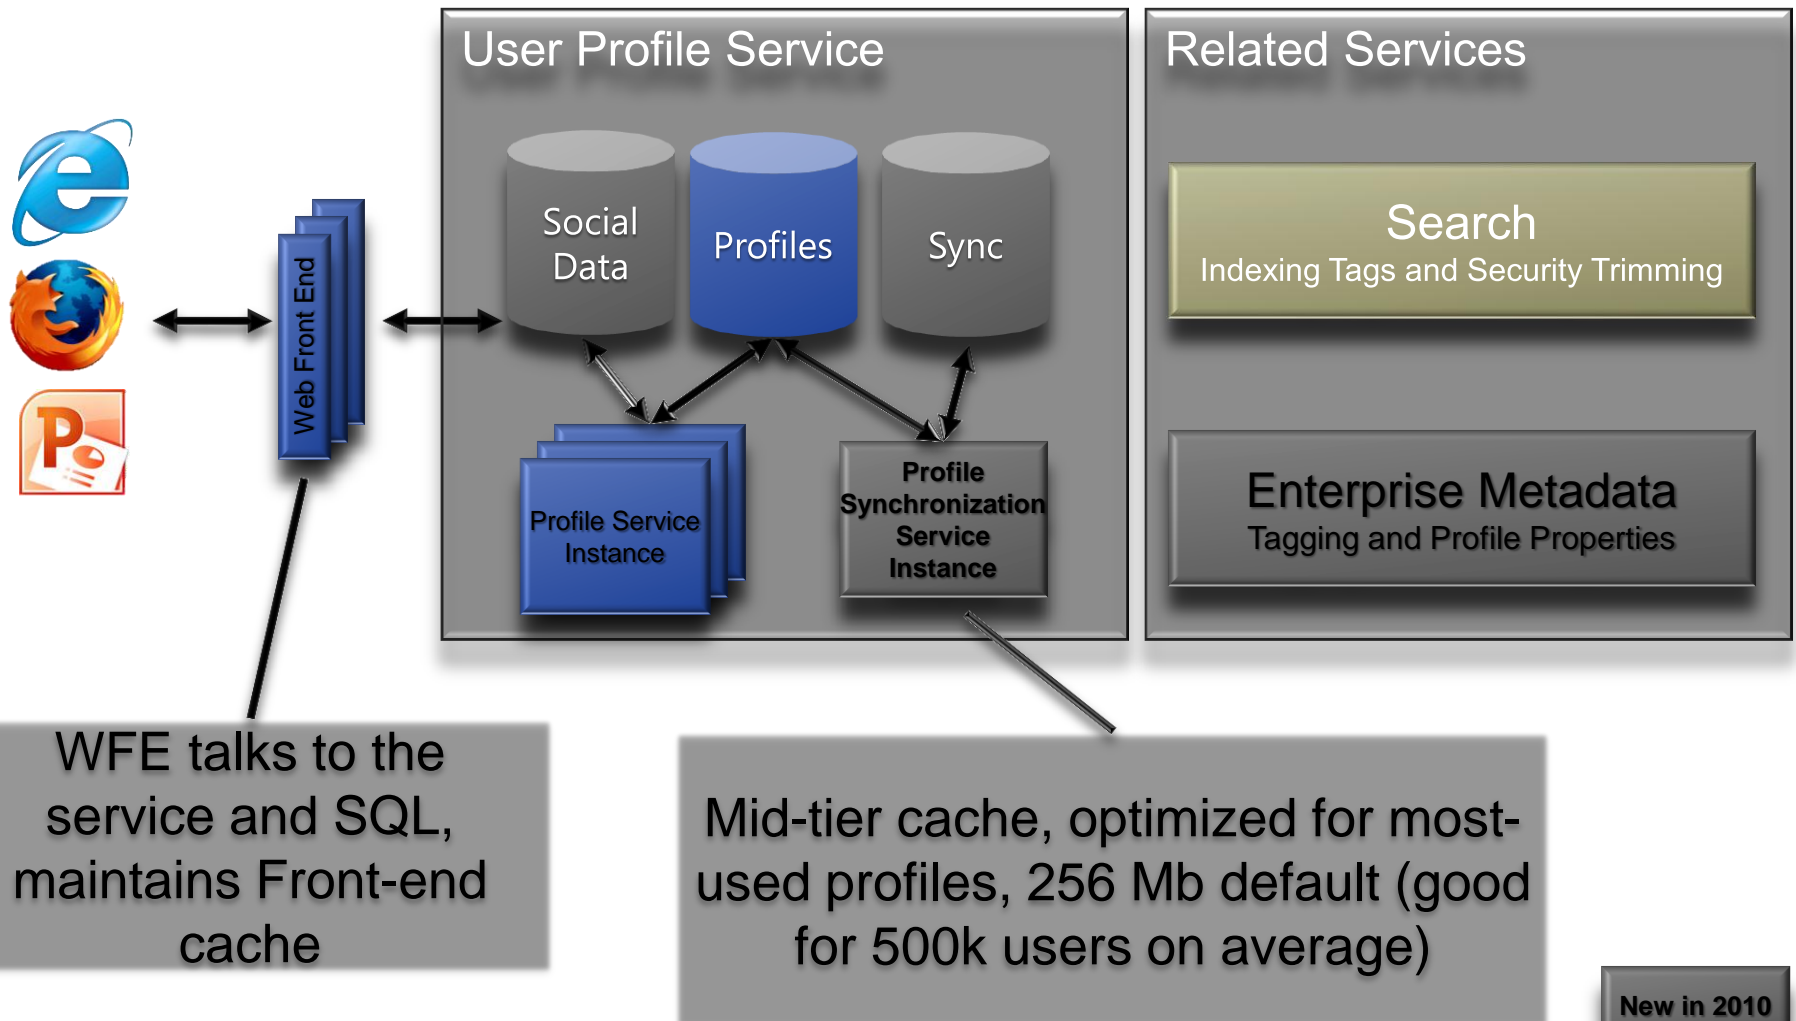 User Profile Service
Related Services
Social
Data
Profiles
Sync
Search
Indexing Tags and Security Trimming
Web Front End
Profile Service
Instance
Profile
Synchronization
Service
Instance
Enterprise Metadata
Tagging and Profile Properties
WFE talks to the
service and SQL,
maintains Front-end
cache
Mid-tier cache, optimized for most-
used profiles, 256 Mb default (good
for 500k users on average)
New in 2010